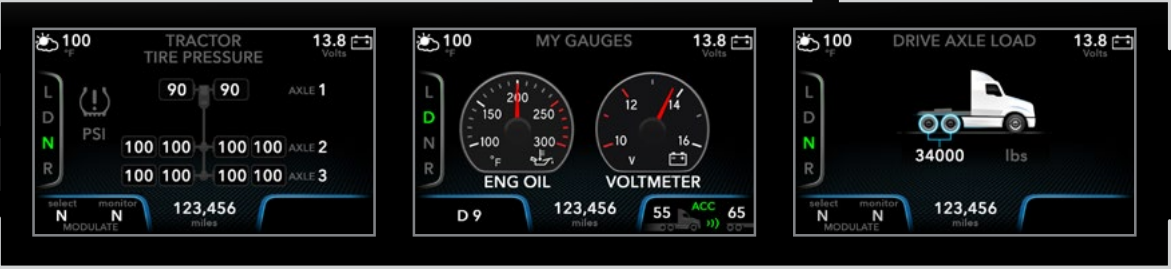 100
°F
TRACTOR
TIRE PRESSURE
13.8
Volts
L
D
N
R
PSI
90 90 AXLE 1
100 100 100 100 AXLE 2
100 100 100 100 AXLE 3
select monitor
N N
MODULATE
123,456
miles
100
°F
MY GAUGES
13.8
Volts
L
D
N
R
100 150 200 250 300
°F
ENG OIL
10 12 14 16
V
VOLTMETER
D 9
123,456
miles
55 ACC 65
100
°F
DRIVE AXLE LOAD
13.8
Volts
L
D
N
R
34000 lbs
select monitor
N N
MODULATE
123,456
miles